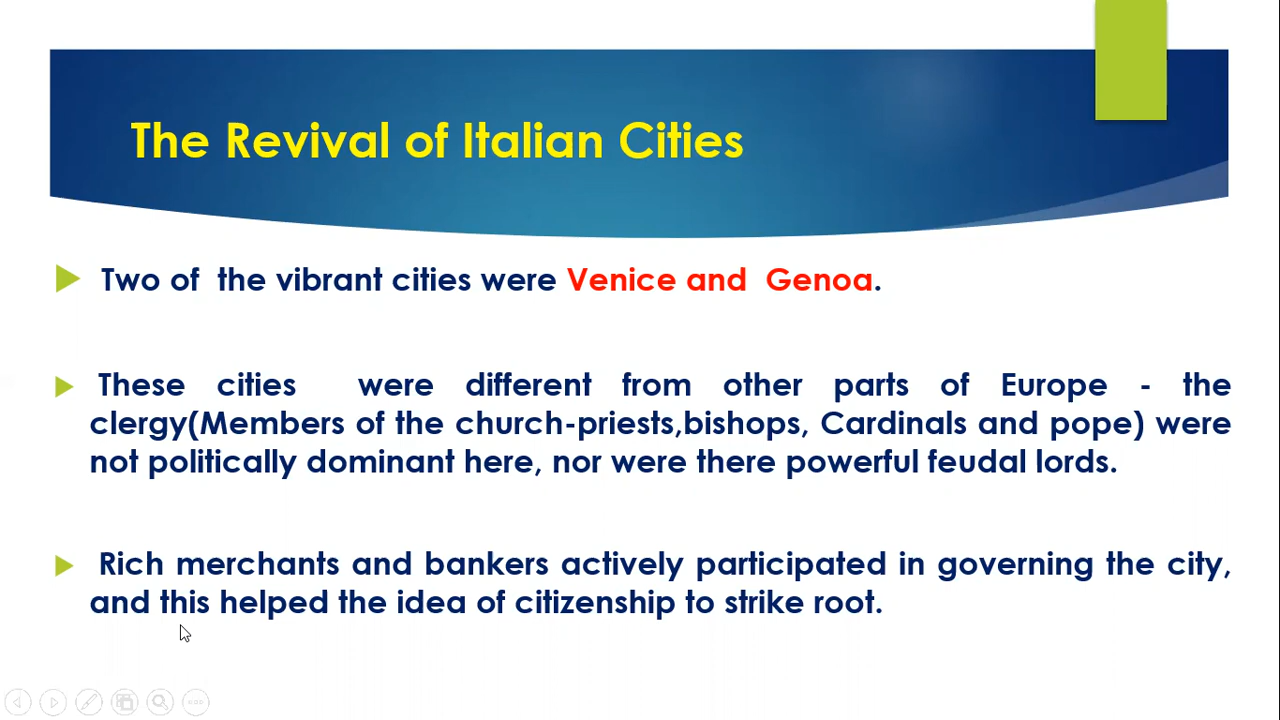 The Revival of Italian Cities
Two of the vibrant cities were Venice and Genoa.
These cities were different from other parts of Europe - the
clergy(Members of the church-priests,bishops, Cardinals and pope) were
not politically dominant here, nor were there powerful feudal lords.
Rich merchants and bankers actively participated in governing the city,
and this helped the idea of citizenship to strike root.